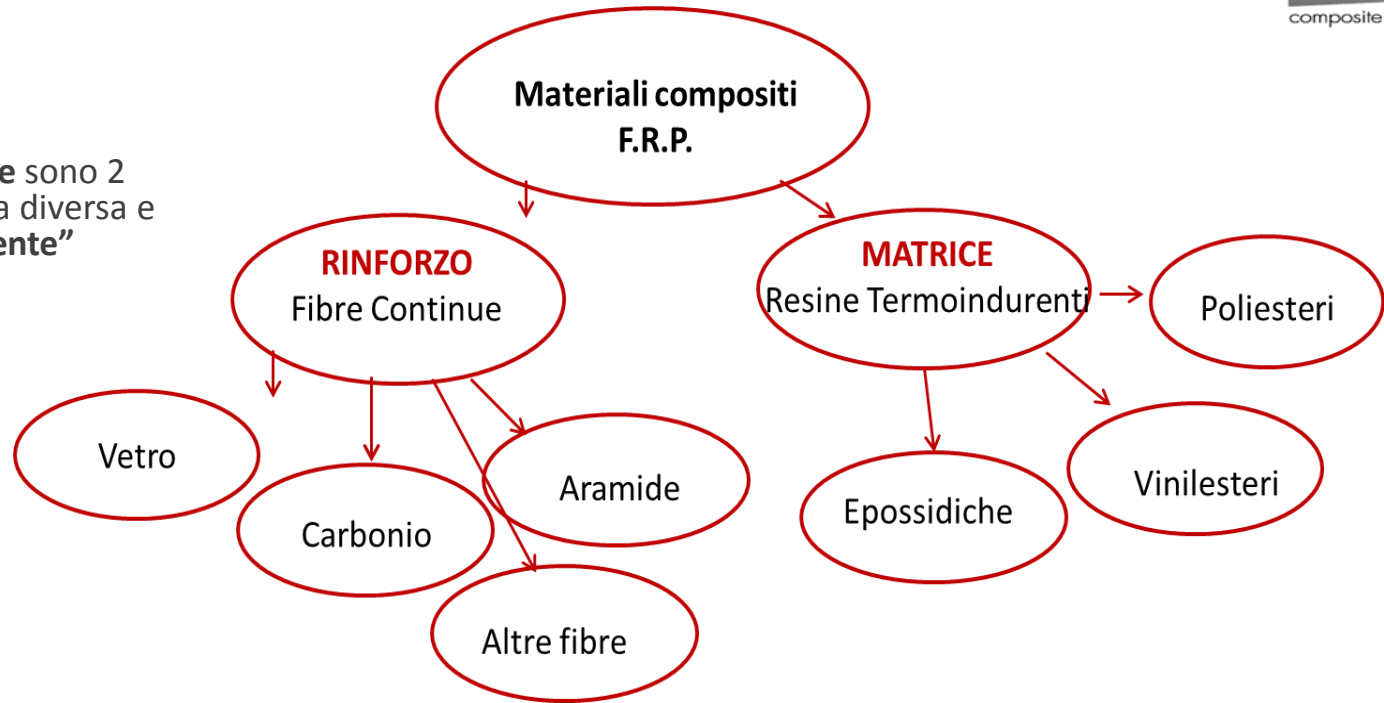 composite
Materiali compositi
F.R.P.
e sono 2
a diversa e
ente”
RINFORZO
Fibre Continue
MATRICE
Resine Termoindurenti
Poliesteri
Vetro
Carbonio
Aramide
Altre fibre
Epossidiche
Vinilesteri